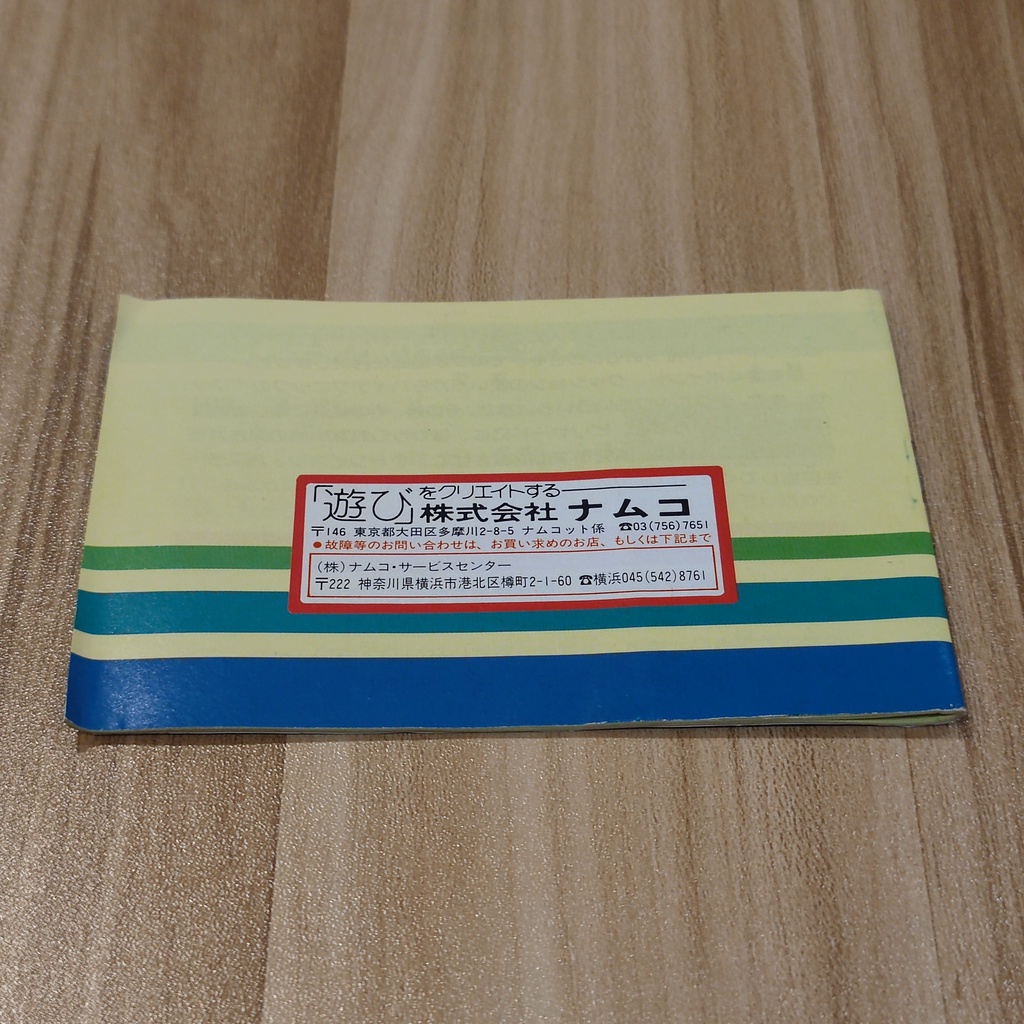 「遊び」をクリエイトする――
株式会社ナムコ
〒146 東京都大田区多摩川2-8-5 ナムコット係 ☎03(756)7651
●故障等のお問い合わせは、お買い求めのお店、もしくは下記まで
(株)ナムコ・サービスセンター
〒222 神奈川県横浜市港北区樽町2-1-60 ☎横浜045(542)8761